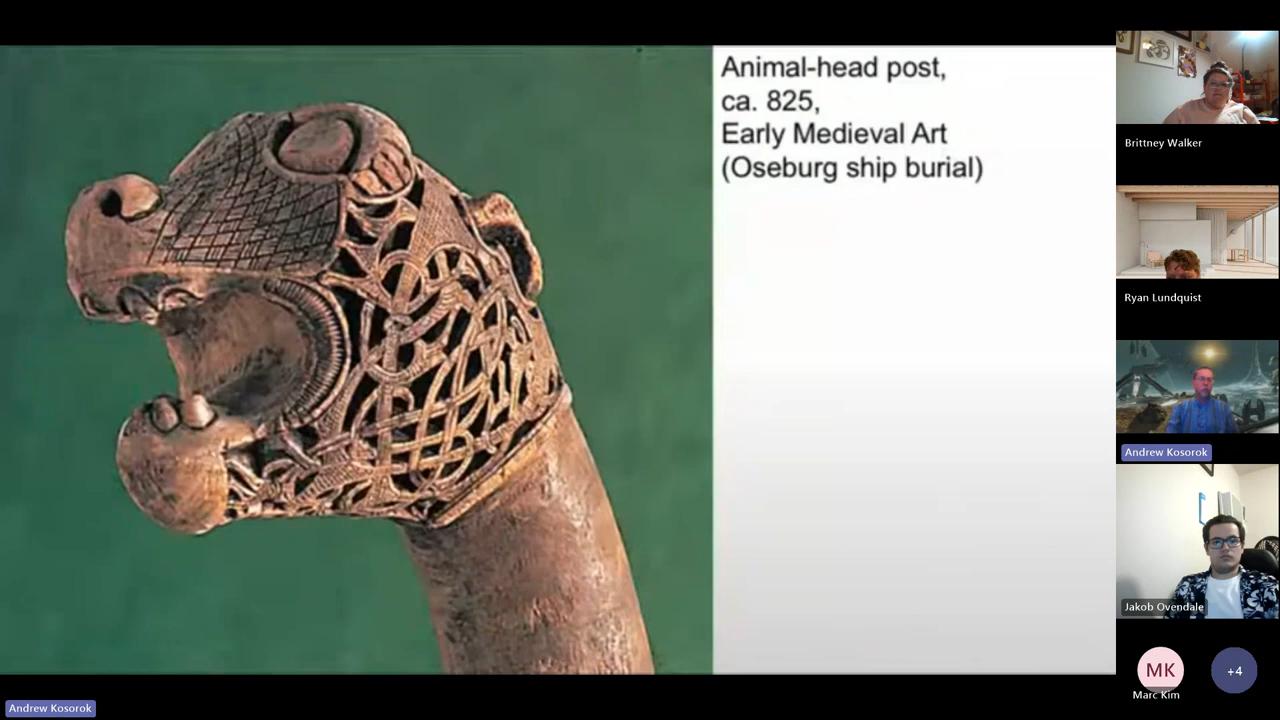 Animal-head post,
ca. 825,
Early Medieval Art
(Oseburg ship burial)
Brittney Walker
Ryan Lundquist
Andrew Kosorok
Jakob Ovendale
MK
Marc Kim
+4
Andrew Kosorok